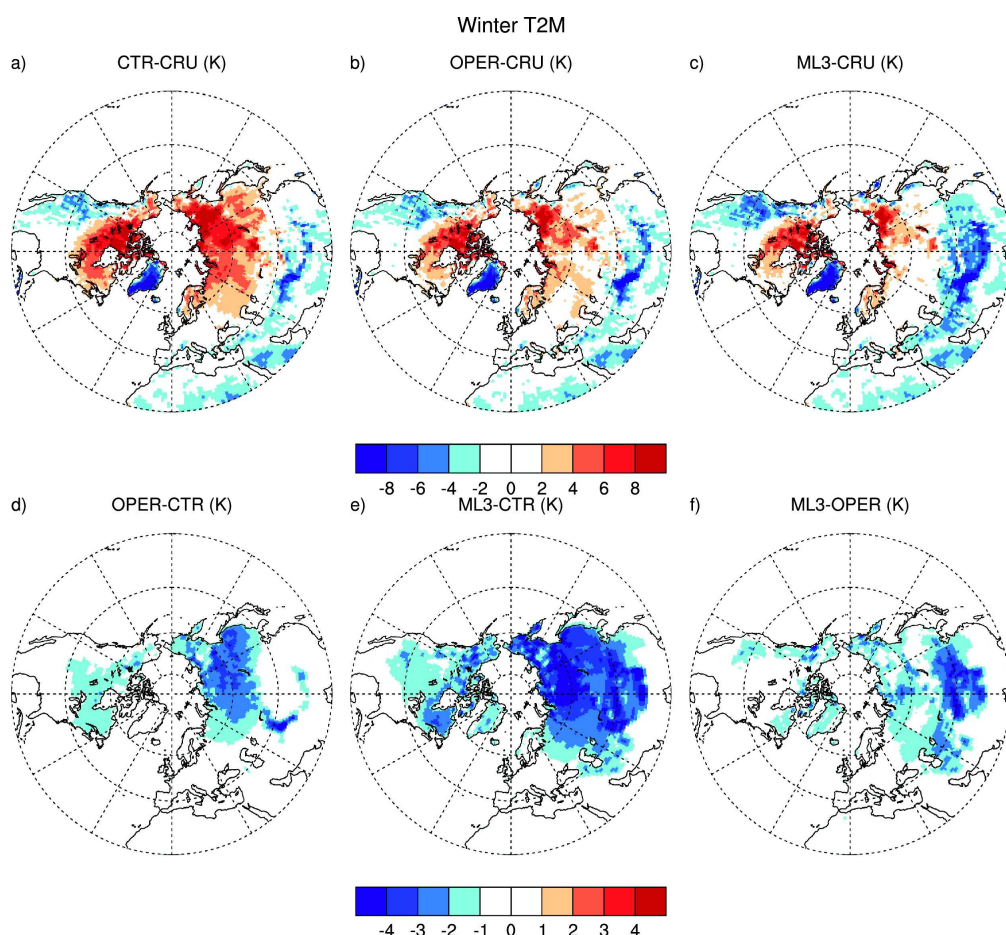 Winter T2M
a) CTR-CRU (K)
b) OPER-CRU (K)
c) ML3-CRU (K)
-8 -6 -4 -2 0 2 4 6 8
d) OPER-CTR (K)
e) ML3-CTR (K)
f) ML3-OPER (K)
-4 -3 -2 -1 0 1 2 3 4